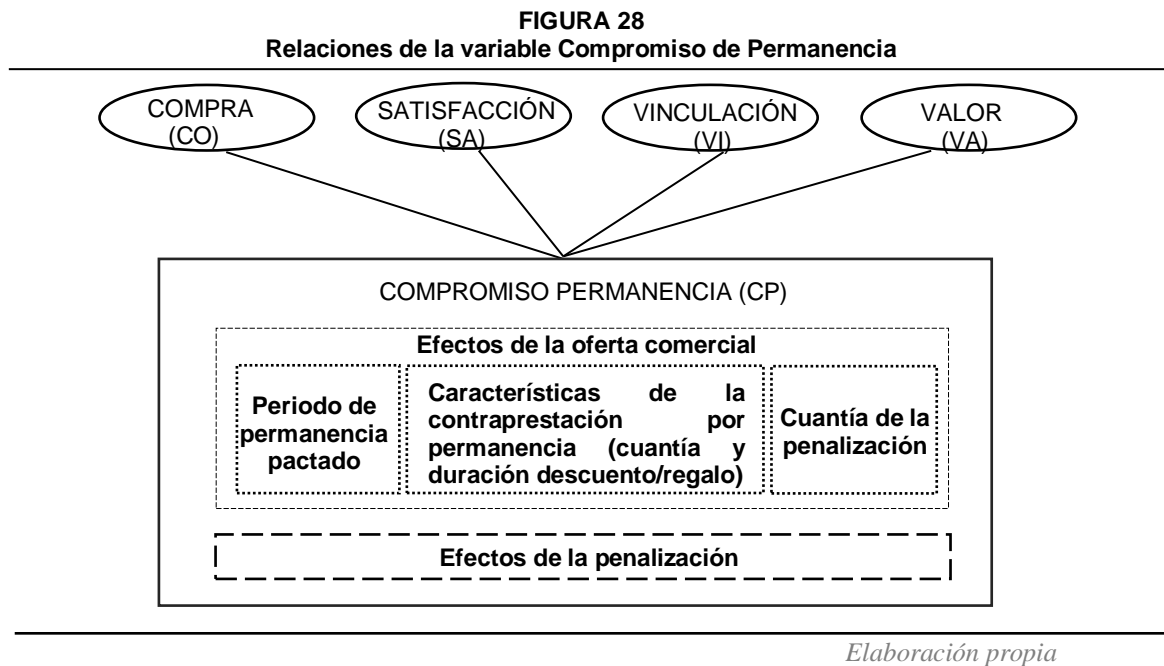 FIGURA 28
Relaciones de la variable Compromiso de Permanencia
COMPRA
(CO)
SATISFACCIÓN
(SA)
VINCULACIÓN
(VI)
VALOR
(VA)
COMPROMISO PERMANENCIA (CP)
Efectos de la oferta comercial
Periodo de
permanencia
pactado
Característícas de la
contraprestación por
permanencia (cuantía y
duración descuento/regalo)
Cuantía de la
penalización
Efectos de la penalización
Elaboración propia